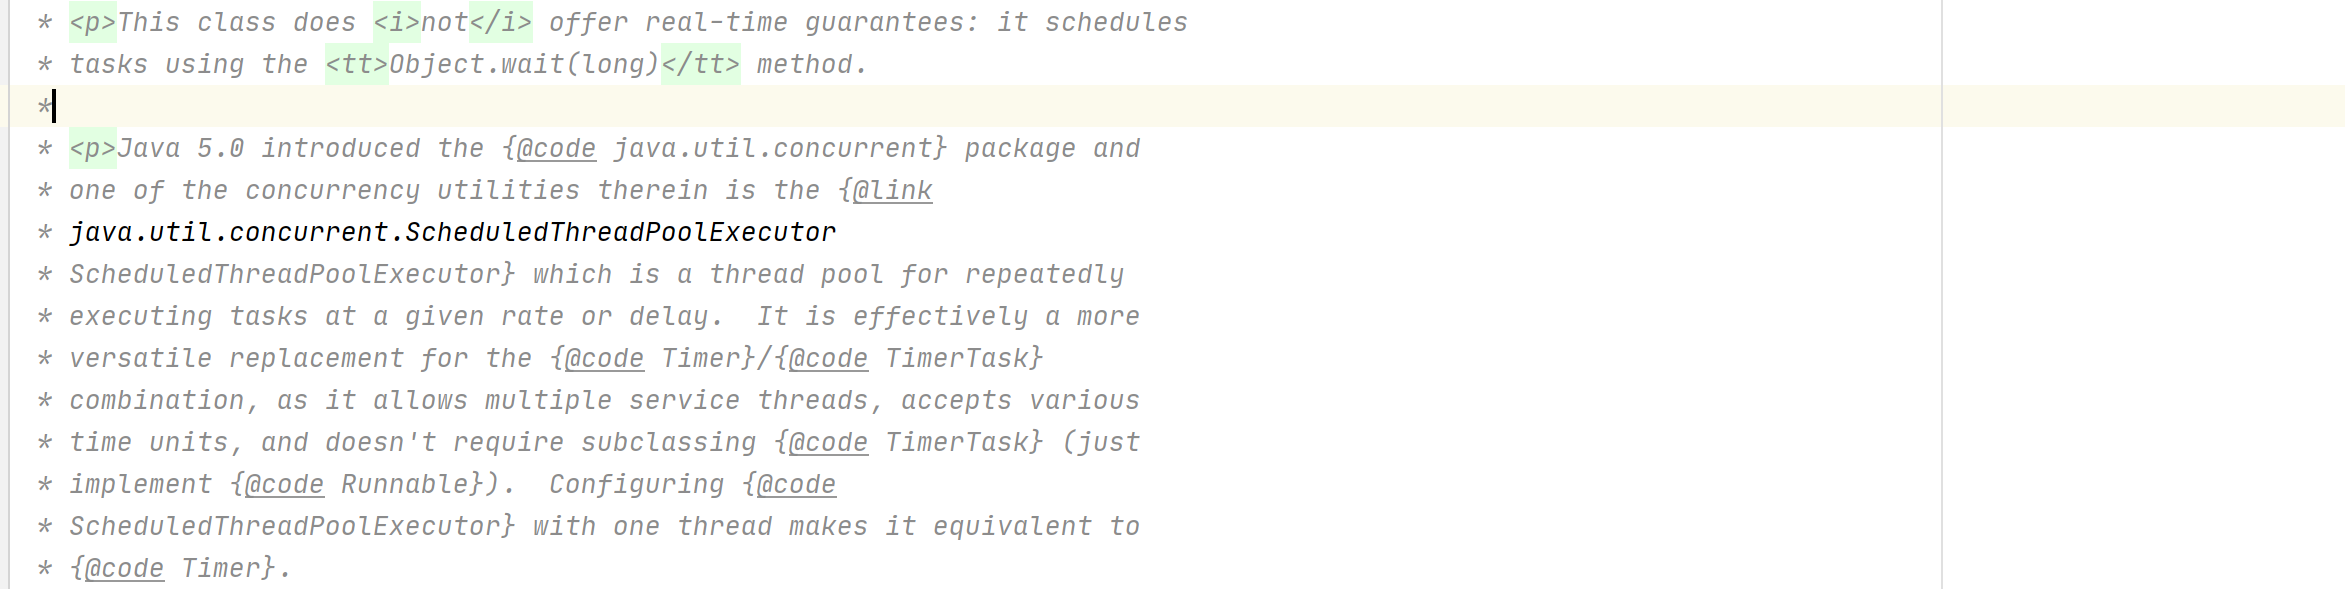 * <p>This class does <i>not</i> offer real-time guarantees: it schedules
* tasks using the <tt>Object.wait(long)</tt> method.
*
* <p>Java 5.0 introduced the {@code java.util.concurrent} package and
* one of the concurrency utilities therein is the {@link
* java.util.concurrent.ScheduledThreadPoolExecutor
* ScheduledThreadPoolExecutor} which is a thread pool for repeatedly
* executing tasks at a given rate or delay.  It is effectively a more
* versatile replacement for the {@code Timer}/{@code TimerTask}
* combination, as it allows multiple service threads, accepts various
* time units, and doesn't require subclassing {@code TimerTask} (just
* implement {@code Runnable}).  Configuring {@code
* ScheduledThreadPoolExecutor} with one thread makes it equivalent to
* {@code Timer}.